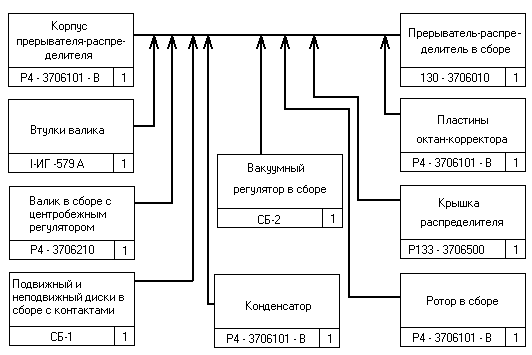 Корпус
прерывателя-распре-
делителя
Р4 - 3706101 - В 1
Прерыватель-распре-
делитель в сборе
130 - 3706010 1
Втулки валика
I-ИГ -579 А 1
Пластины
октан-корректора
Р4 - 3706101 - В 1
Вакуумный
регулятор в сборе
СБ-2 1
Валик в сборе с
центробежным
регулятором
Р4 - 3706210 1
Крышка
распределителя
Р133 - 3706500 1
Подвижный и
неподвижный диски в
сборе с контактами
СБ-1 1
Конденсатор
Р4 - 3706101 - В 1
Ротор в сборе
Р4 - 3706101 - В 1